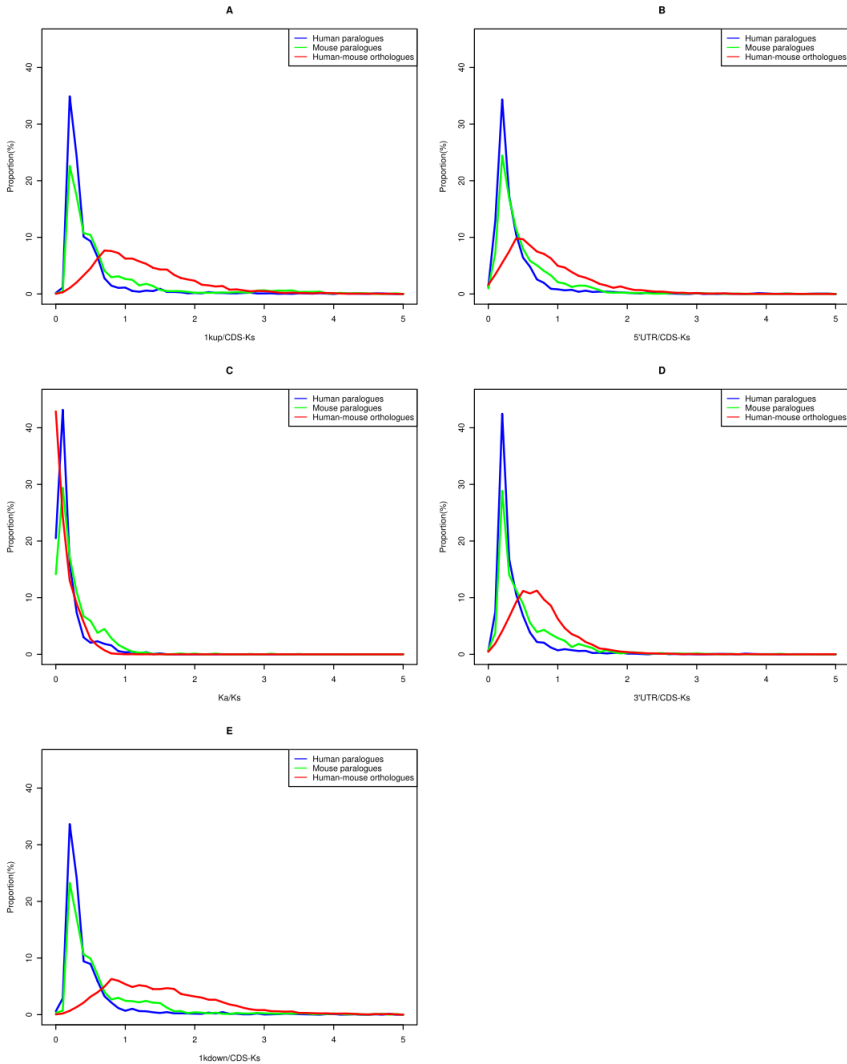 A
Human paralogues
Mouse paralogues
Human-mouse orthologues
Proportion(%)
0
10
20
30
40
0 1 2 3 4 5
1kup/CDS-Ks
B
Human paralogues
Mouse paralogues
Human-mouse orthologues
Proportion(%)
0
10
20
30
40
0 1 2 3 4 5
5'UTR/CDS-Ks
C
Human paralogues
Mouse paralogues
Human-mouse orthologues
Proportion(%)
0
10
20
30
40
0 1 2 3 4 5
Ka/Ks
D
Human paralogues
Mouse paralogues
Human-mouse orthologues
Proportion(%)
0
10
20
30
40
0 1 2 3 4 5
3'UTR/CDS-Ks
E
Human paralogues
Mouse paralogues
Human-mouse orthologues
Proportion(%)
0
10
20
30
40
0 1 2 3 4 5
1kdown/CDS-Ks